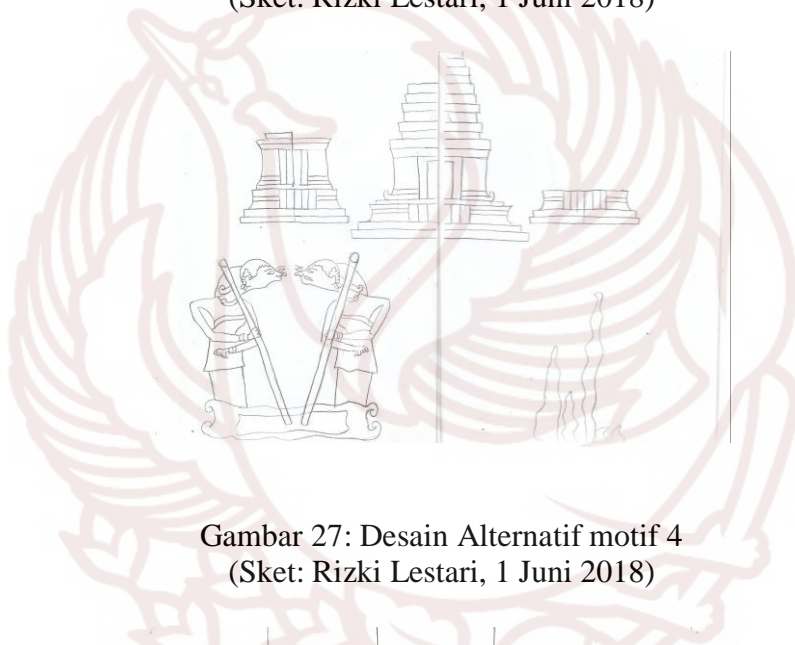 (Sket: Rizki Lestari, 1 Juni 2018)
Gambar 27: Desain Alternatif motif 4
(Sket: Rizki Lestari, 1 Juni 2018)